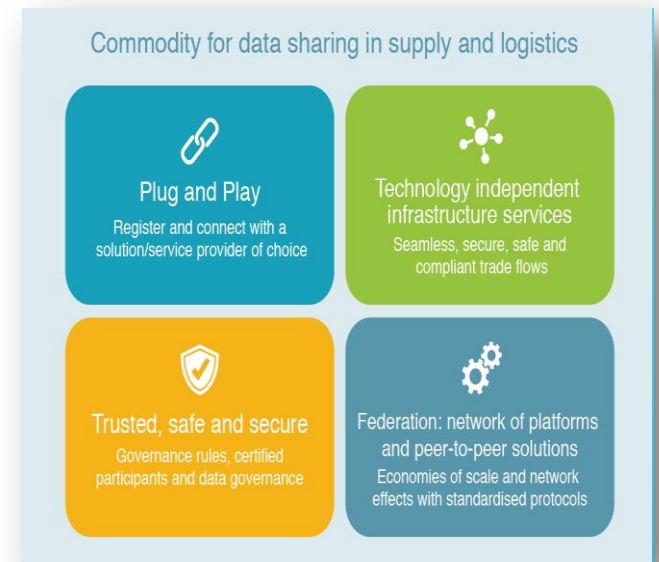 Commodity for data sharing in supply and logistics
Plug and Play
Register and connect with a
solution/service provider of choice
Technology independent
infrastructure services
Seamless, secure, safe and
compliant trade flows
Trusted, safe and secure
Governance rules, certified
participants and data governance
Federation: network of platforms
and peer-to-peer solutions
Economies of scale and network
effects with standardised protocols